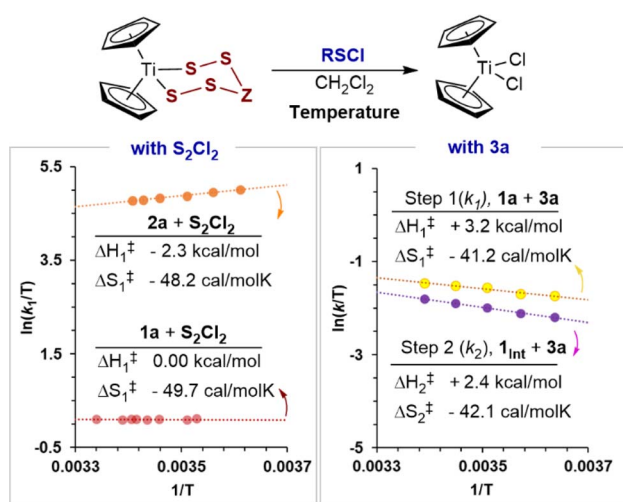 RSCl
CH2Cl2
Temperature
Ti
S
S
S
S
Z
Ti
Cl
Cl
with S2Cl2
ln(k1/T)
5.5
3.5
1.5
-0.5
2a + S2Cl2
ΔH1‡ - 2.3 kcal/mol
ΔS1‡ - 48.2 cal/molK
1a + S2Cl2
ΔH1‡ 0.00 kcal/mol
ΔS1‡ - 49.7 cal/molK
0.0033 0.0035 0.0037
1/T
with 3a
ln(k/T)
1
-1
-3
-5
Step 1(k1), 1a + 3a
ΔH1‡ + 3.2 kcal/mol
ΔS1‡ - 41.2 cal/molK
Step 2 (k2), 1Int + 3a
ΔH2‡ + 2.4 kcal/mol
ΔS2‡ - 42.1 cal/molK
0.0033 0.0035 0.0037
1/T